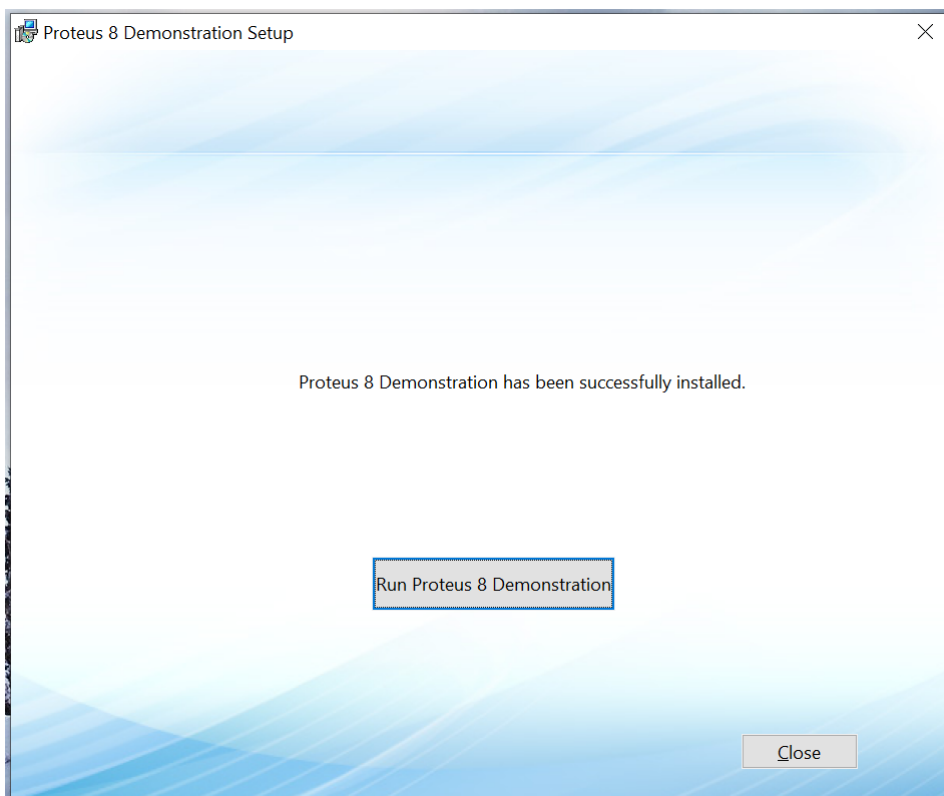 Proteus 8 Demonstration Setup
Proteus 8 Demonstration has been successfully installed.
Run Proteus 8 Demonstration
Close